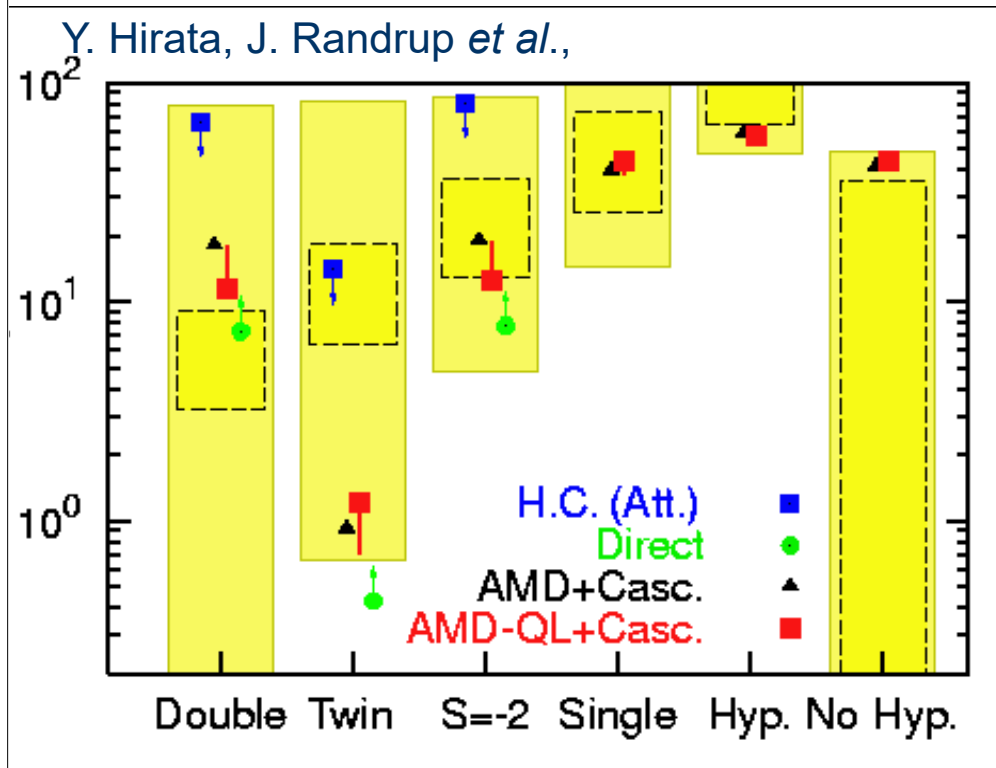 Y. Hirata, J. Randrup et al.,
10²
10¹
10⁰
H.C. (Att.)
Direct
AMD+Casc.
AMD-QL+Casc.
Double Twin S=-2 Single Hyp. No Hyp.